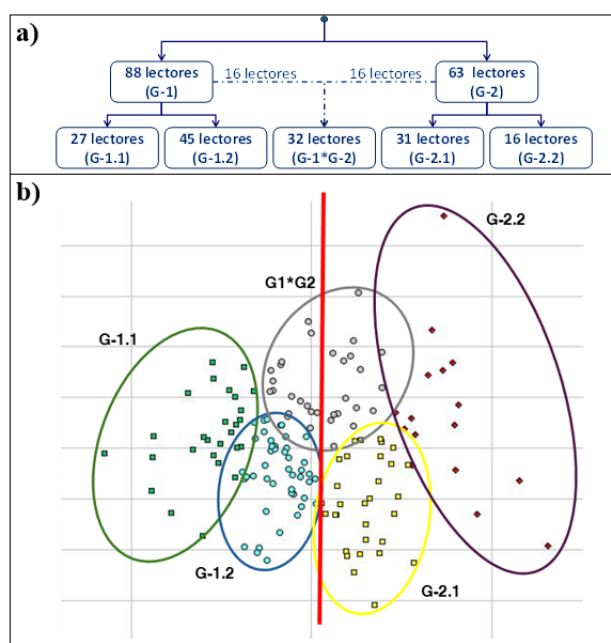 a)
88 lectores
(G-1)
16 lectores
16 lectores
63 lectores
(G-2)
27 lectores
(G-1.1)
45 lectores
(G-1.2)
32 lectores
(G-1*G-2)
31 lectores
(G-2.1)
16 lectores
(G-2.2)
b)
G-2.2
G1*G2
G-1.1
G-1.2
G-2.1